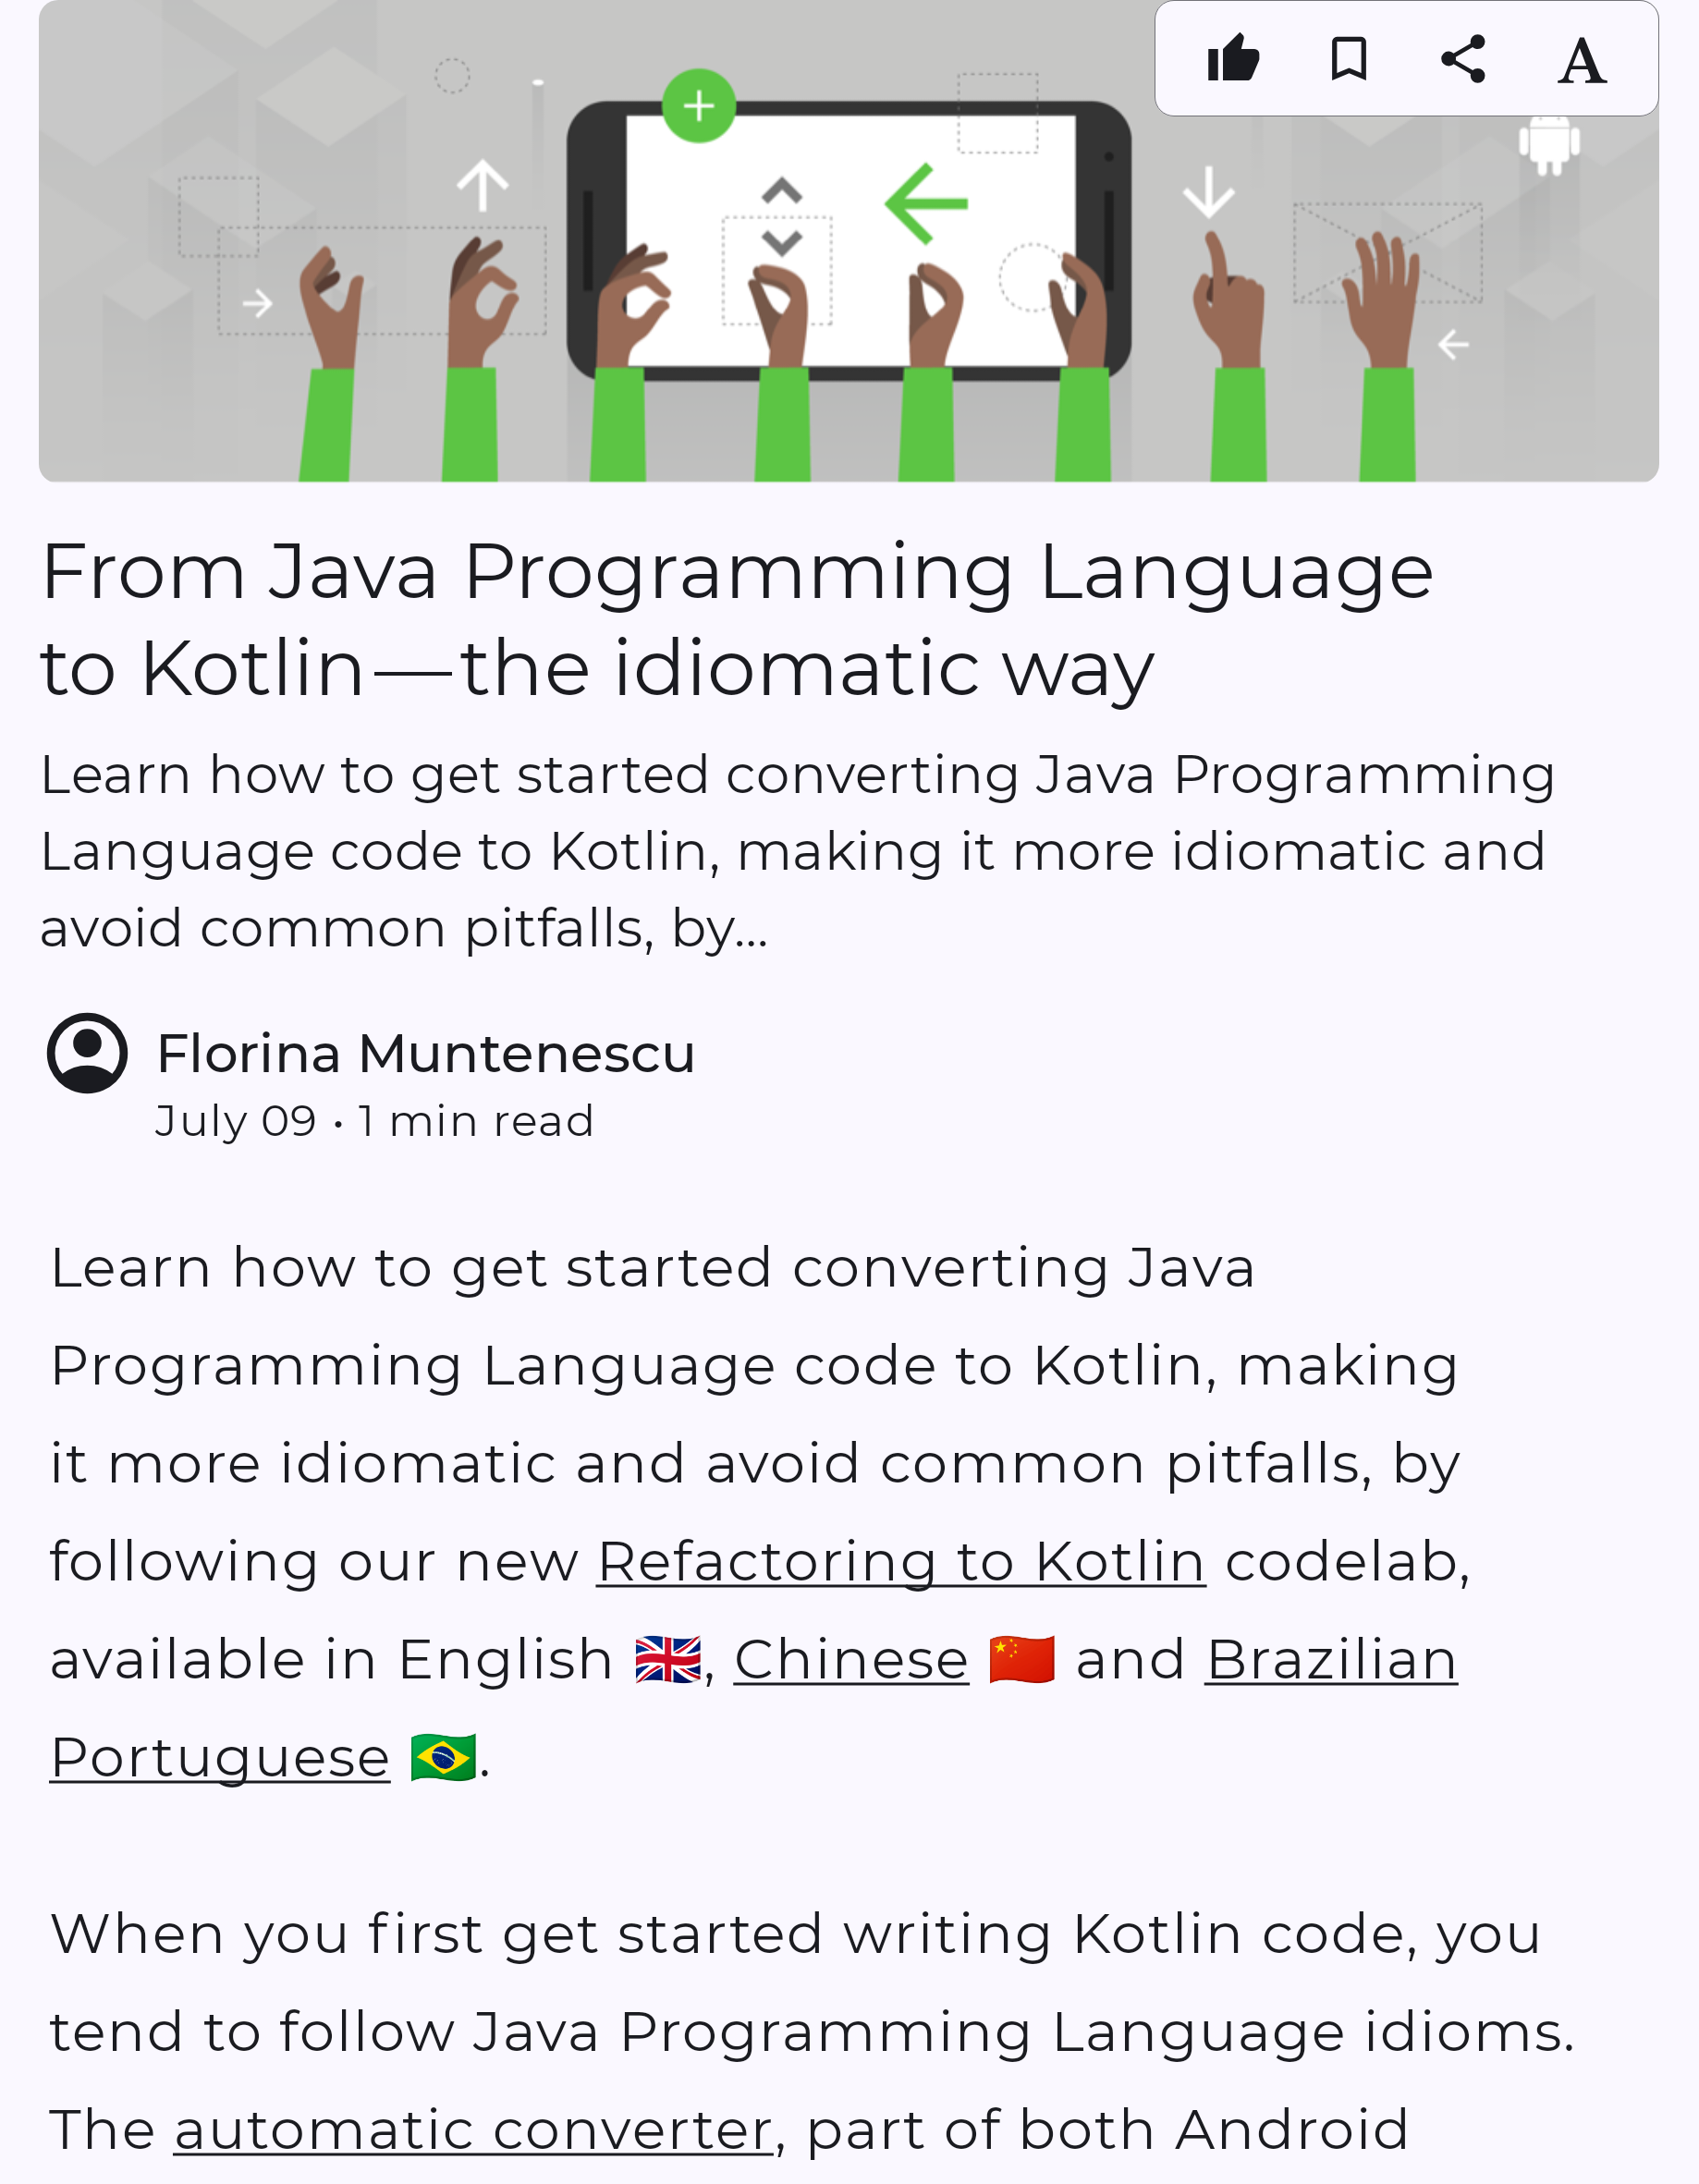 From Java Programming Language
to Kotlin — the idiomatic way
Learn how to get started converting Java Programming
Language code to Kotlin, making it more idiomatic and
avoid common pitfalls, by…
Florina Muntenescu
July 09 • 1 min read
Learn how to get started converting Java
Programming Language code to Kotlin, making
it more idiomatic and avoid common pitfalls, by
following our new Refactoring to Kotlin codelab,
available in English 🇬🇧, Chinese 🇨🇳 and Brazilian
Portuguese 🇧🇷.
When you first get started writing Kotlin code, you
tend to follow Java Programming Language idioms.
The automatic converter, part of both Android